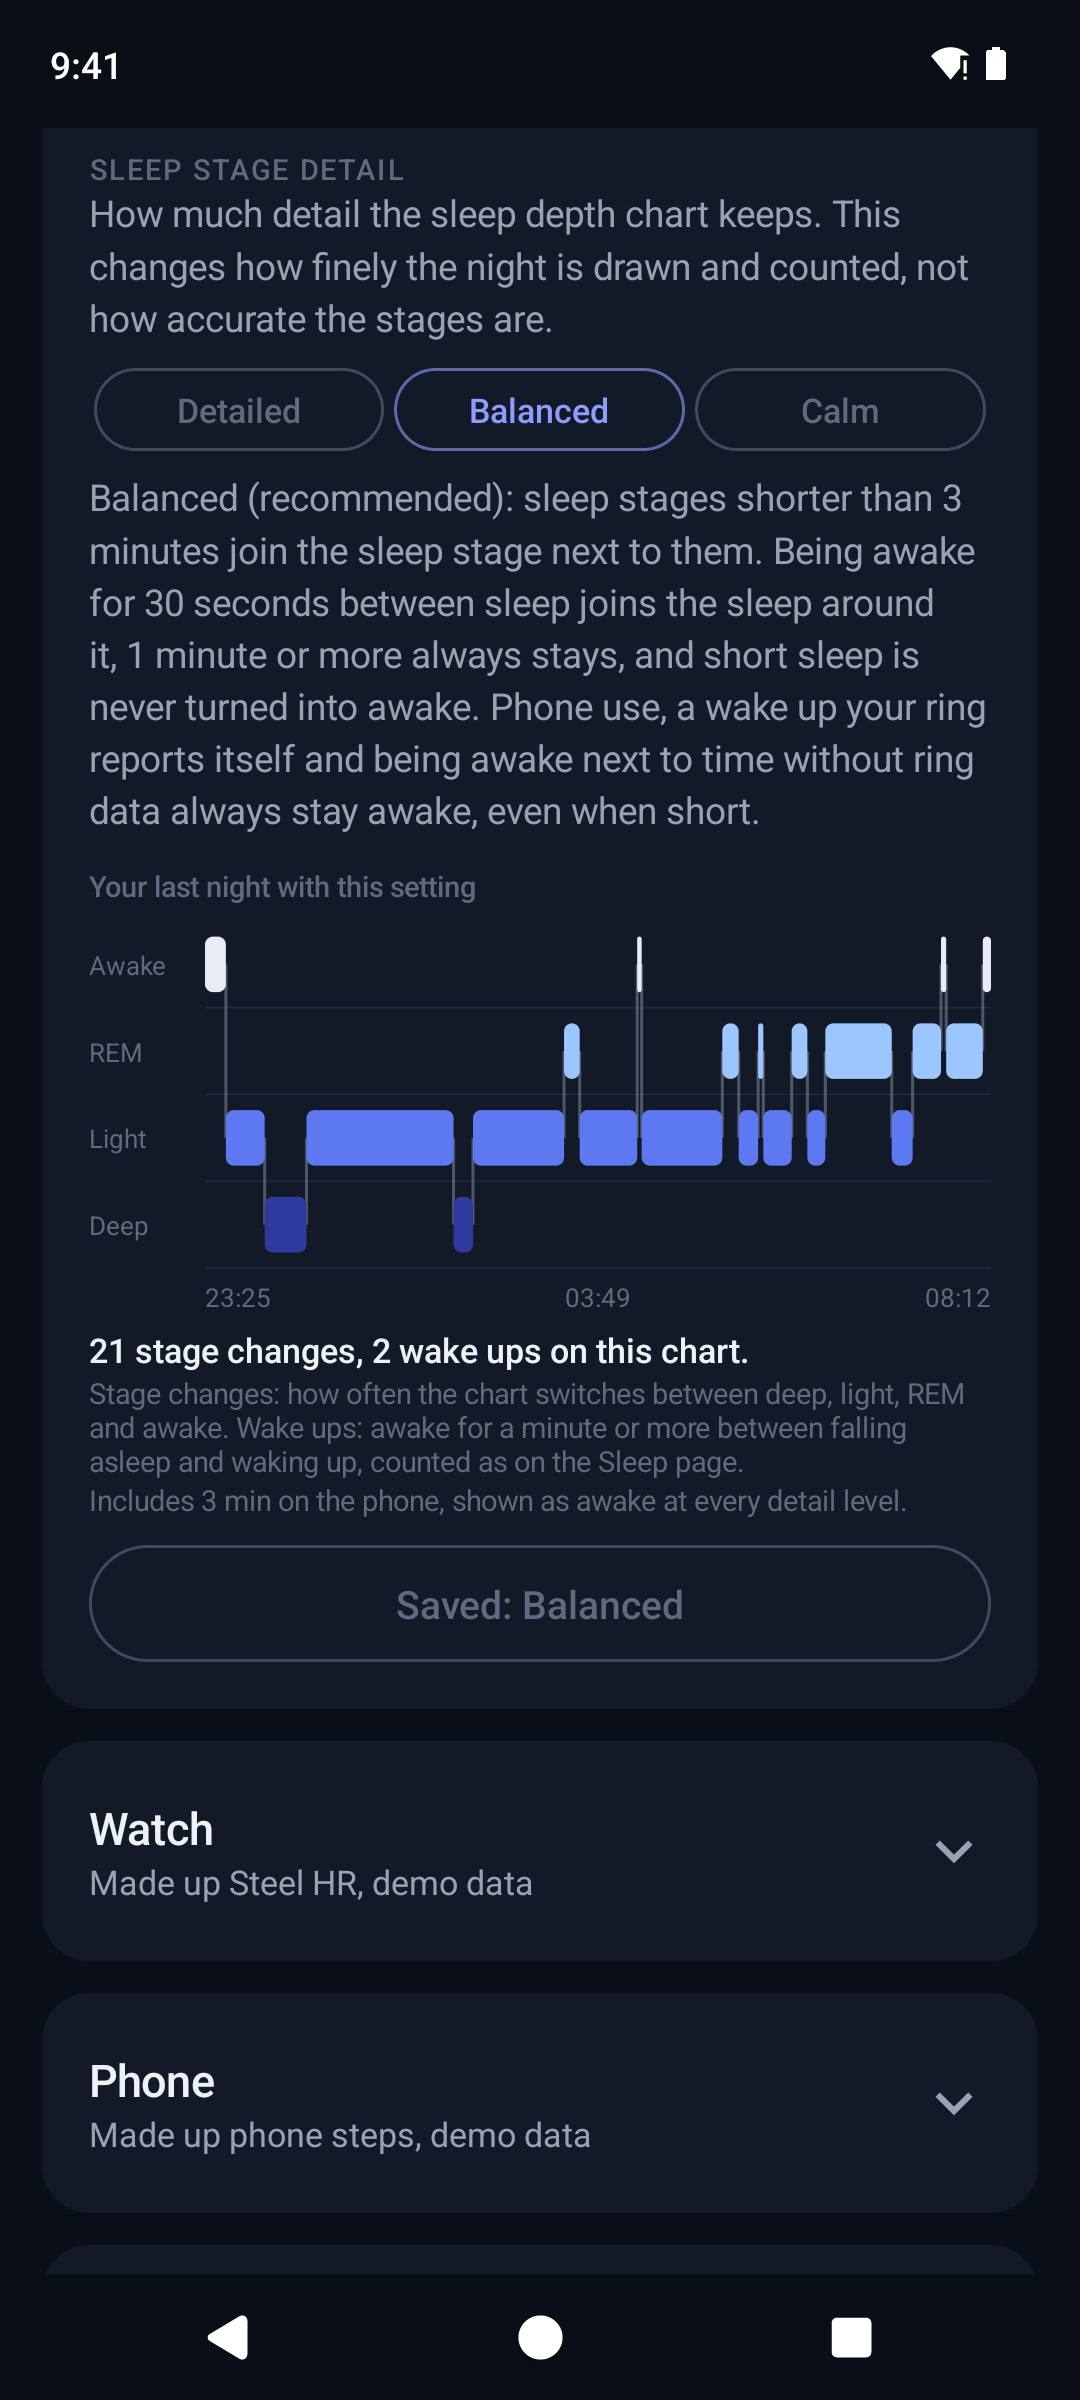 9:41
SLEEP STAGE DETAIL
How much detail the sleep depth chart keeps. This
changes how finely the night is drawn and counted, not
how accurate the stages are.
Detailed
Balanced
Calm
Balanced (recommended): sleep stages shorter than 3
minutes join the sleep stage next to them. Being awake
for 30 seconds between sleep joins the sleep around
it, 1 minute or more always stays, and short sleep is
never turned into awake. Phone use, a wake up your ring
reports itself and being awake next to time without ring
data always stay awake, even when short.
Your last night with this setting
Awake
REM
Light
Deep
23:25
03:49
08:12
21 stage changes, 2 wake ups on this chart.
Stage changes: how often the chart switches between deep, light, REM
and awake. Wake ups: awake for a minute or more between falling
asleep and waking up, counted as on the Sleep page.
Includes 3 min on the phone, shown as awake at every detail level.
Saved: Balanced
Watch
Made up Steel HR, demo data
Phone
Made up phone steps, demo data